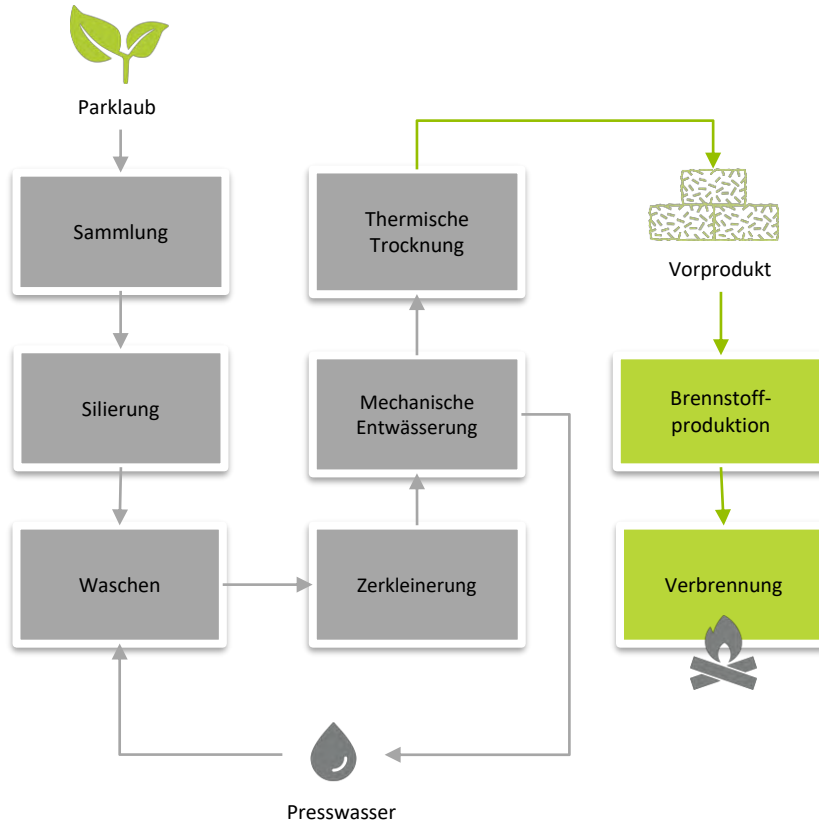 Parklaub
Sammlung
Silierung
Waschen
Zerkleinerung
Mechanische
Entwässerung
Thermische
Trocknung
Vorprodukt
Brennstoff-
produktion
Verbrennung
Presswasser